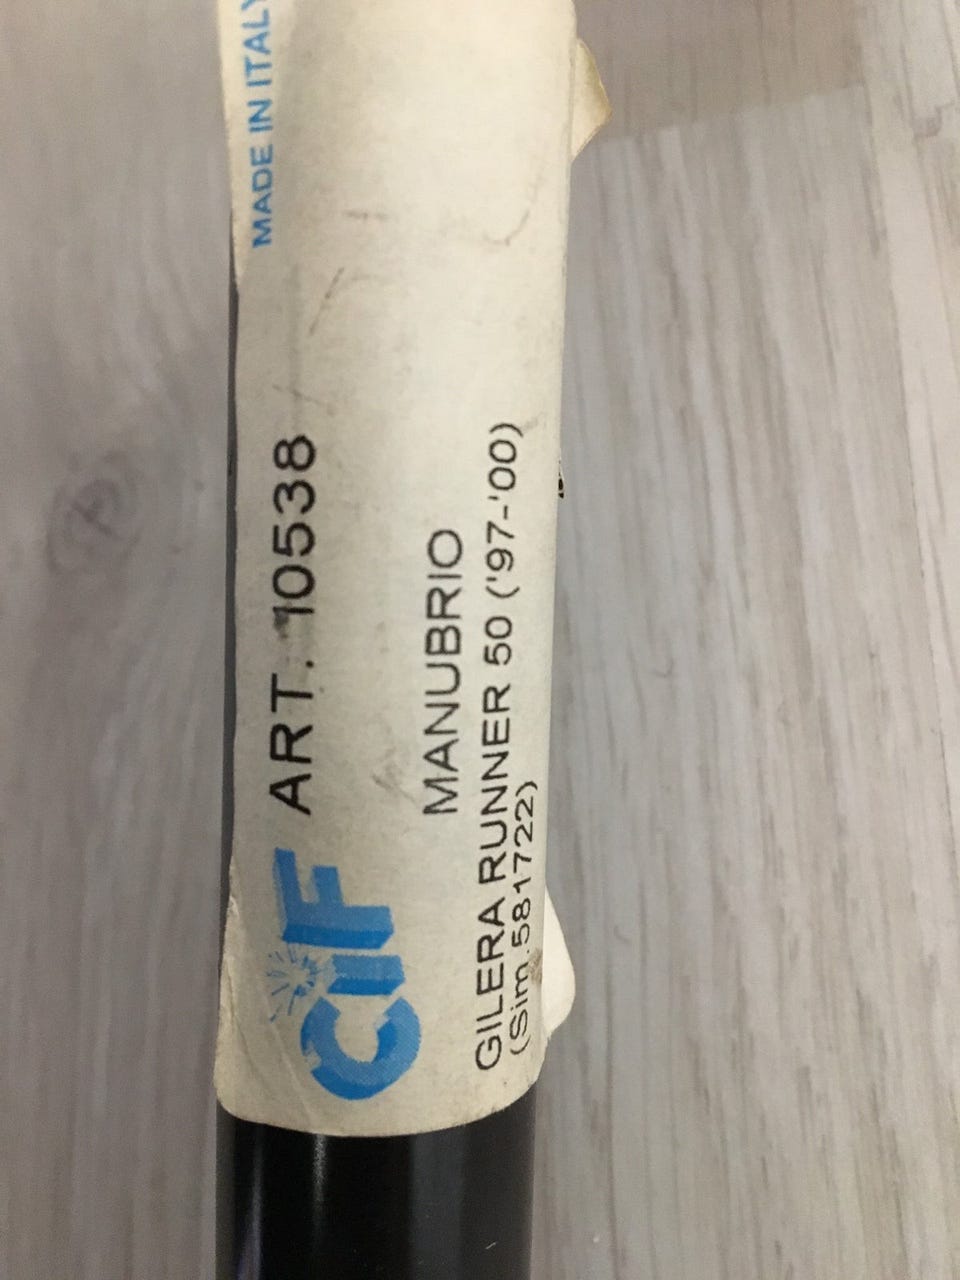 MADE IN ITALY
CiF ART. 10538
MANUBRIO
GILERA RUNNER 50 ('97-'00)
(Sim.581722)